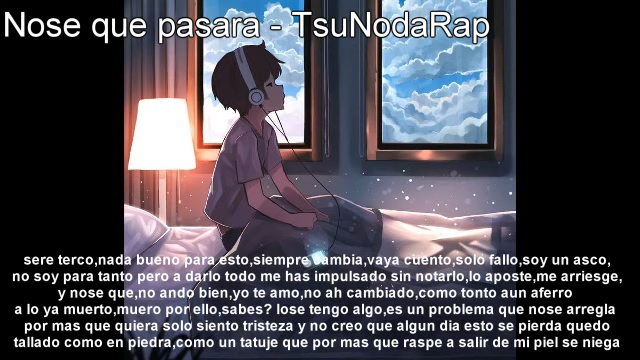 Nose que pasara - TsuNodaRap
sere terco,nada bueno para esto,siempre cambia,vaya cuento,solo fallo,soy un asco,
no soy para tanto pero a darlo todo me has impulsado sin notarlo,lo aposte,me arriesge,
y nose que,no ando bien,yo te amo,no ah cambiado,como tonto aun aferro
a lo ya muerto,muero por ello,sabes? lose tengo algo,es un problema que nose arregla
por mas que quiera solo siento tristeza y no creo que algun dia esto se pierda quedo
tallado como en piedra,como un tatuje que por mas que raspe a salir de mi piel se niega